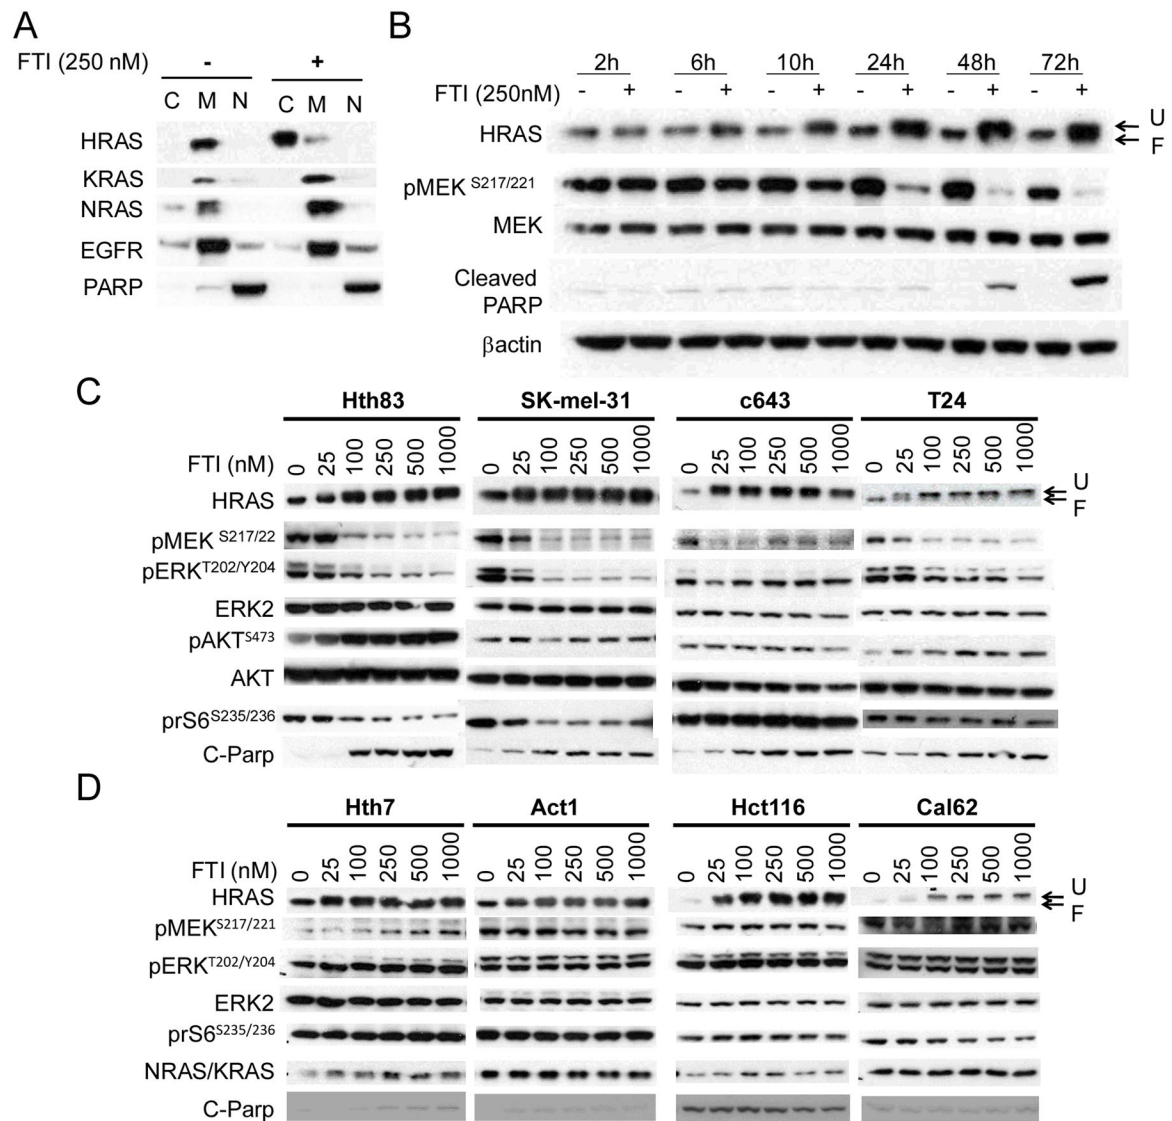 A
FTI (250 nM) - +
C M N C M N
HRAS
KRAS
NRAS
EGFR
PARP
B
2h 6h 10h 24h 48h 72h
FTI (250nM) - + - + - + - + - + - +
HRAS U
F
pMEK S217/221
MEK
Cleaved
PARP
βactin
C
Hth83 SK-mel-31 c643 T24
FTI (nM) 0 25 100 250 500 1000 0 25 100 250 500 1000 0 25 100 250 500 1000 0 25 100 250 500 1000
HRAS U
F
pMEK S217/22
pERK T202/Y204
ERK2
pAKT S473
AKT
prS6 S235/236
C-Parp
D
Hth7 Act1 Hct116 Cal62
FTI (nM) 0 25 100 250 500 1000 0 25 100 250 500 1000 0 25 100 250 500 1000 0 25 100 250 500 1000
HRAS U
F
pMEK S217/221
pERK T202/Y204
ERK2
prS6 S235/236
NRAS/KRAS
C-Parp